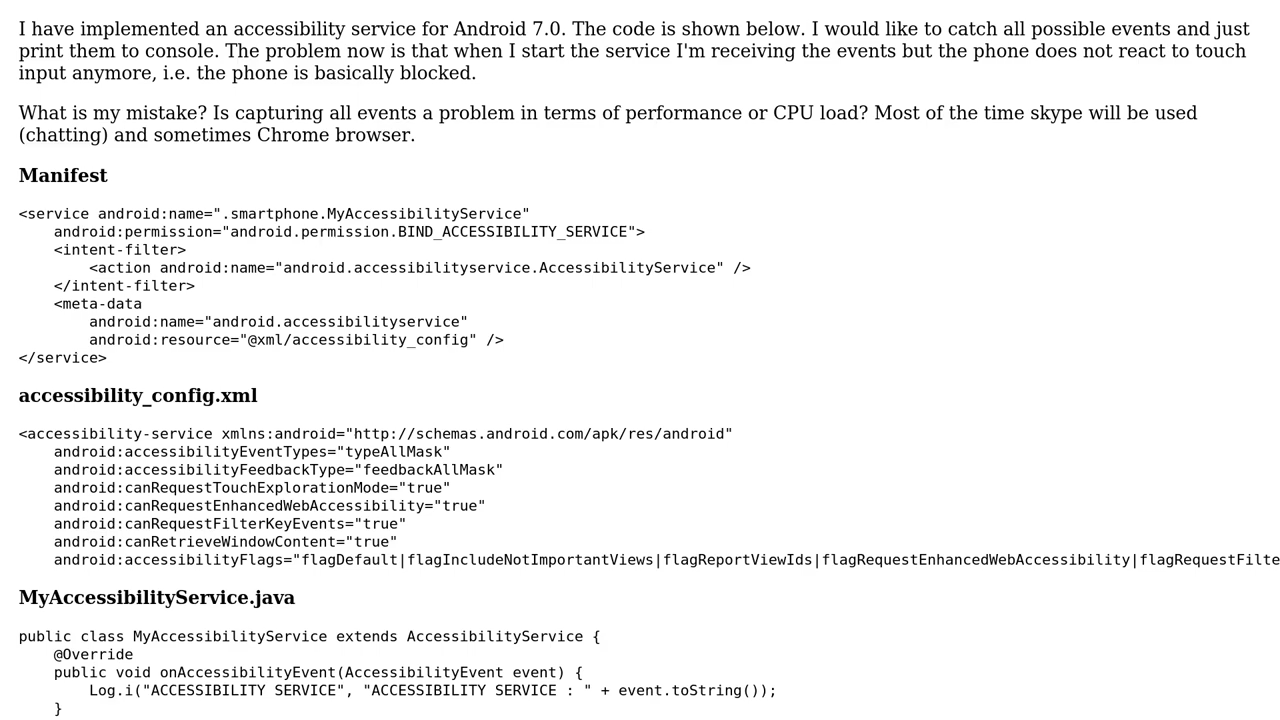 I have implemented an accessibility service for Android 7.0. The code is shown below. I would like to catch all possible events and just
print them to console. The problem now is that when I start the service I'm receiving the events but the phone does not react to touch
input anymore, i.e. the phone is basically blocked.
What is my mistake? Is capturing all events a problem in terms of performance or CPU load? Most of the time skype will be used
(chatting) and sometimes Chrome browser.
Manifest
<service android:name=".smartphone.MyAccessibilityService"
    android:permission="android.permission.BIND_ACCESSIBILITY_SERVICE">
    <intent-filter>
        <action android:name="android.accessibilityservice.AccessibilityService" />
    </intent-filter>
    <meta-data
        android:name="android.accessibilityservice"
        android:resource="@xml/accessibility_config" />
</service>
accessibility_config.xml
<accessibility-service xmlns:android="http://schemas.android.com/apk/res/android"
    android:accessibilityEventTypes="typeAllMask"
    android:accessibilityFeedbackType="feedbackAllMask"
    android:canRequestTouchExplorationMode="true"
    android:canRequestEnhancedWebAccessibility="true"
    android:canRequestFilterKeyEvents="true"
    android:canRetrieveWindowContent="true"
    android:accessibilityFlags="flagDefault|flagIncludeNotImportantViews|flagReportViewIds|flagRequestEnhancedWebAccessibility|flagRequestFilte
MyAccessibilityService.java
public class MyAccessibilityService extends AccessibilityService {
    @Override
    public void onAccessibilityEvent(AccessibilityEvent event) {
        Log.i("ACCESSIBILITY SERVICE", "ACCESSIBILITY SERVICE : " + event.toString());
    }